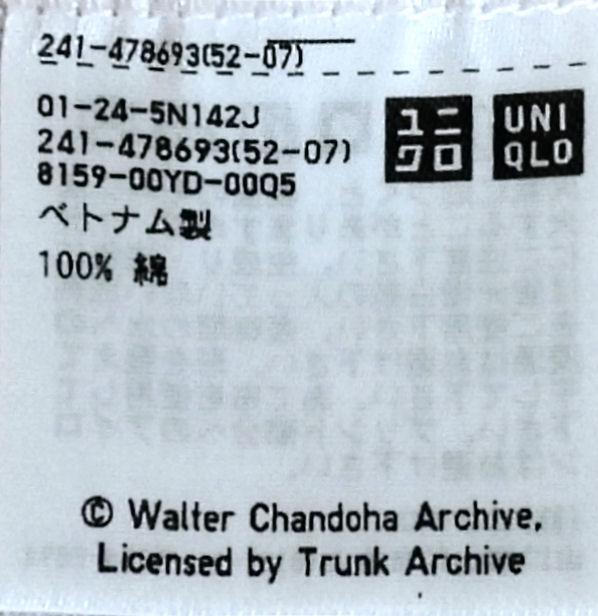 241-478693(52-07)
01-24-5N142J
241-478693(52-07)
8159-00YD-00Q5
ベトナム製
100% 綿
ユニ
クロ
UNI
QLO
© Walter Chandoha Archive,
Licensed by Trunk Archive